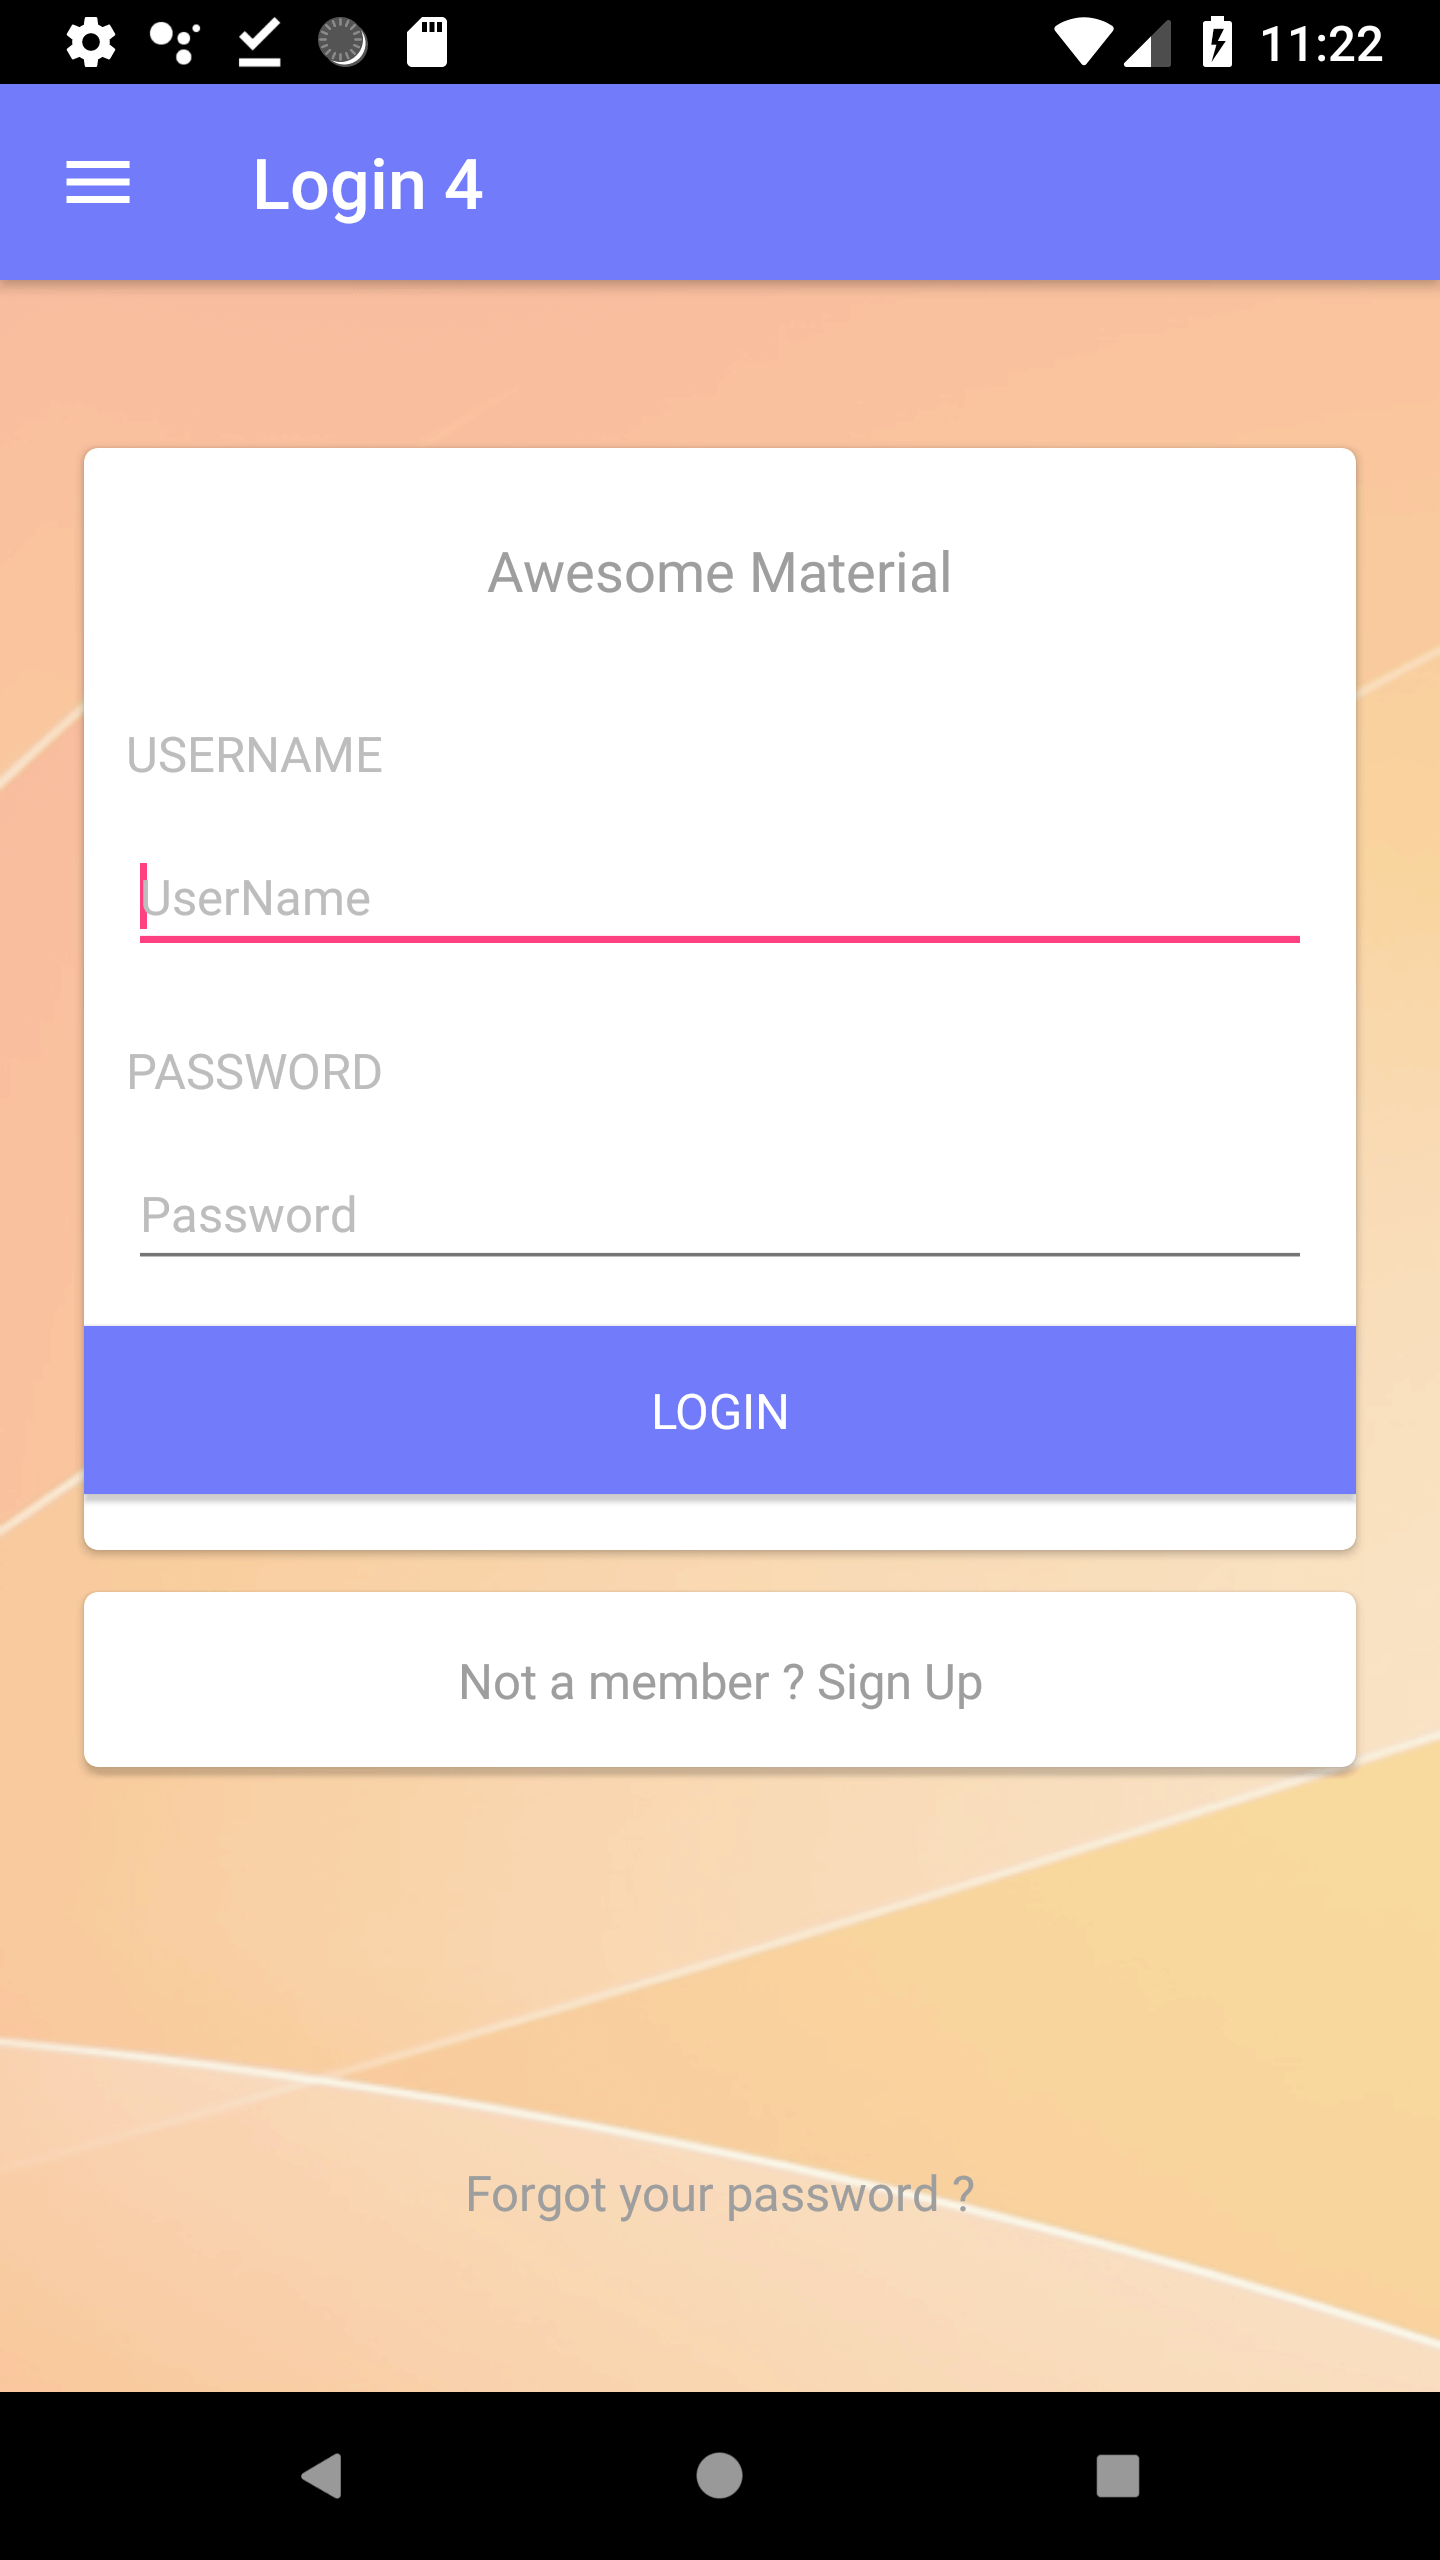 11:22
Login 4
Awesome Material
USERNAME
UserName
PASSWORD
Password
LOGIN
Not a member ? Sign Up
Forgot your password ?